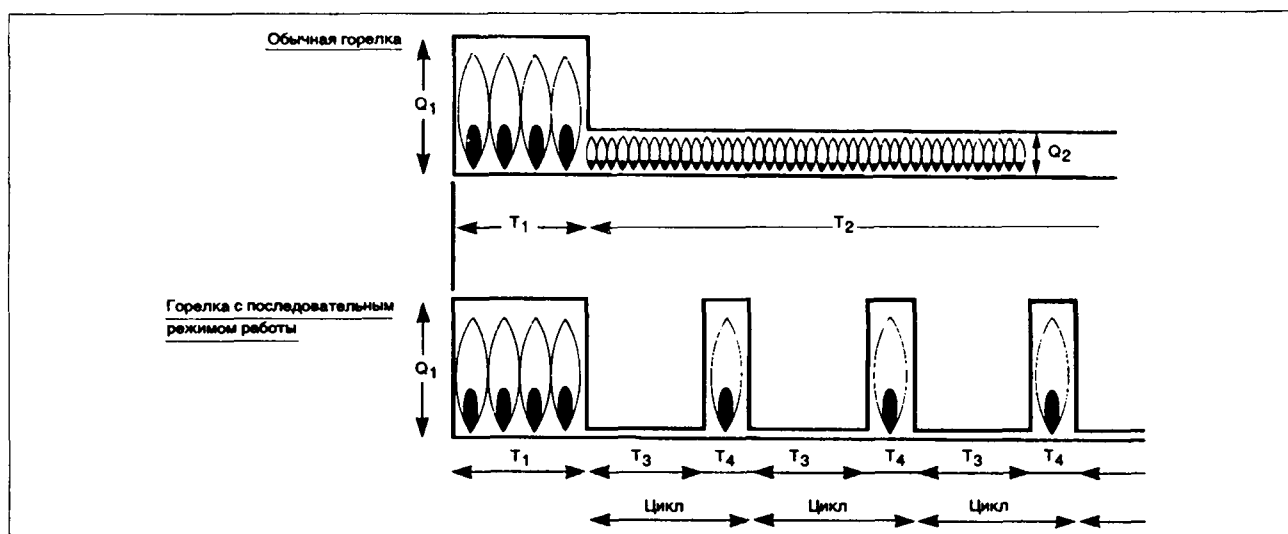 Обычная горелка
Q1
Q2
T1
T2
Горелка с последовательным
режимом работы
Q1
T1 T3 T4 T3 T4 T3 T4
Цикл Цикл Цикл